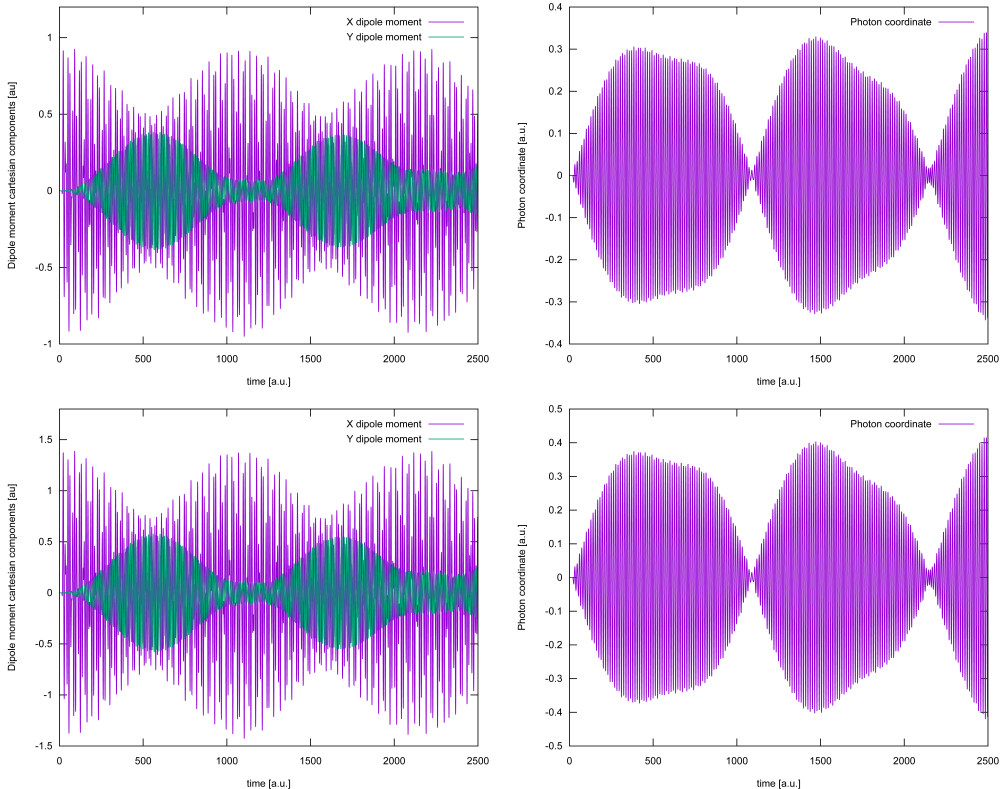 X dipole moment
Y dipole moment
1
0.5
0
-0.5
-1
Dipole moment cartesian components [au]
0 500 1000 1500 2000 2500
time [a.u.]
Photon coordinate
0.4
0.3
0.2
0.1
0
-0.1
-0.2
-0.3
-0.4
Photon coordinate [a.u.]
0 500 1000 1500 2000 2500
time [a.u.]
X dipole moment
Y dipole moment
1.5
1
0.5
0
-0.5
-1
-1.5
Dipole moment cartesian components [au]
0 500 1000 1500 2000 2500
time [a.u.]
Photon coordinate
0.5
0.4
0.3
0.2
0.1
0
-0.1
-0.2
-0.3
-0.4
-0.5
Photon coordinate [a.u.]
0 500 1000 1500 2000 2500
time [a.u.]